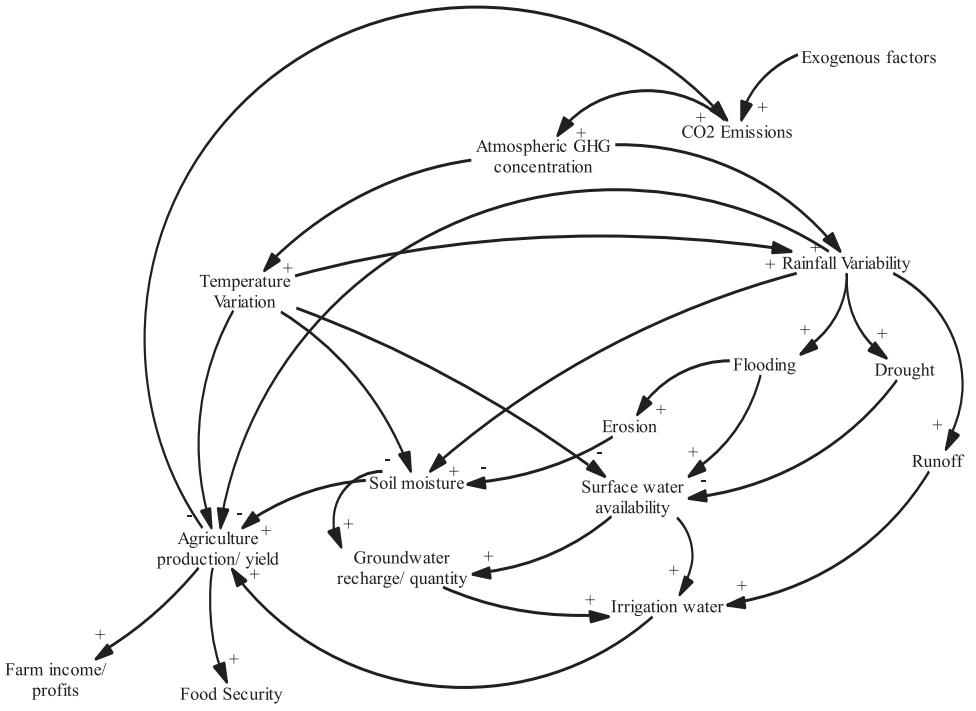 Exogenous factors
+
+
CO2 Emissions
+
Atmospheric GHG
concentration
+
+
+ Rainfall Variability
Temperature
Variation
+
+
Flooding
Drought
+
Erosion
+
Runoff
-
-
+
-
Soil moisture
+
-
Surface water
availability
-
-
+
+
Agriculture
production/ yield
+
Groundwater
recharge/ quantity
+
+
+
+
+
Irrigation water
+
Farm income/
profits
+
Food Security